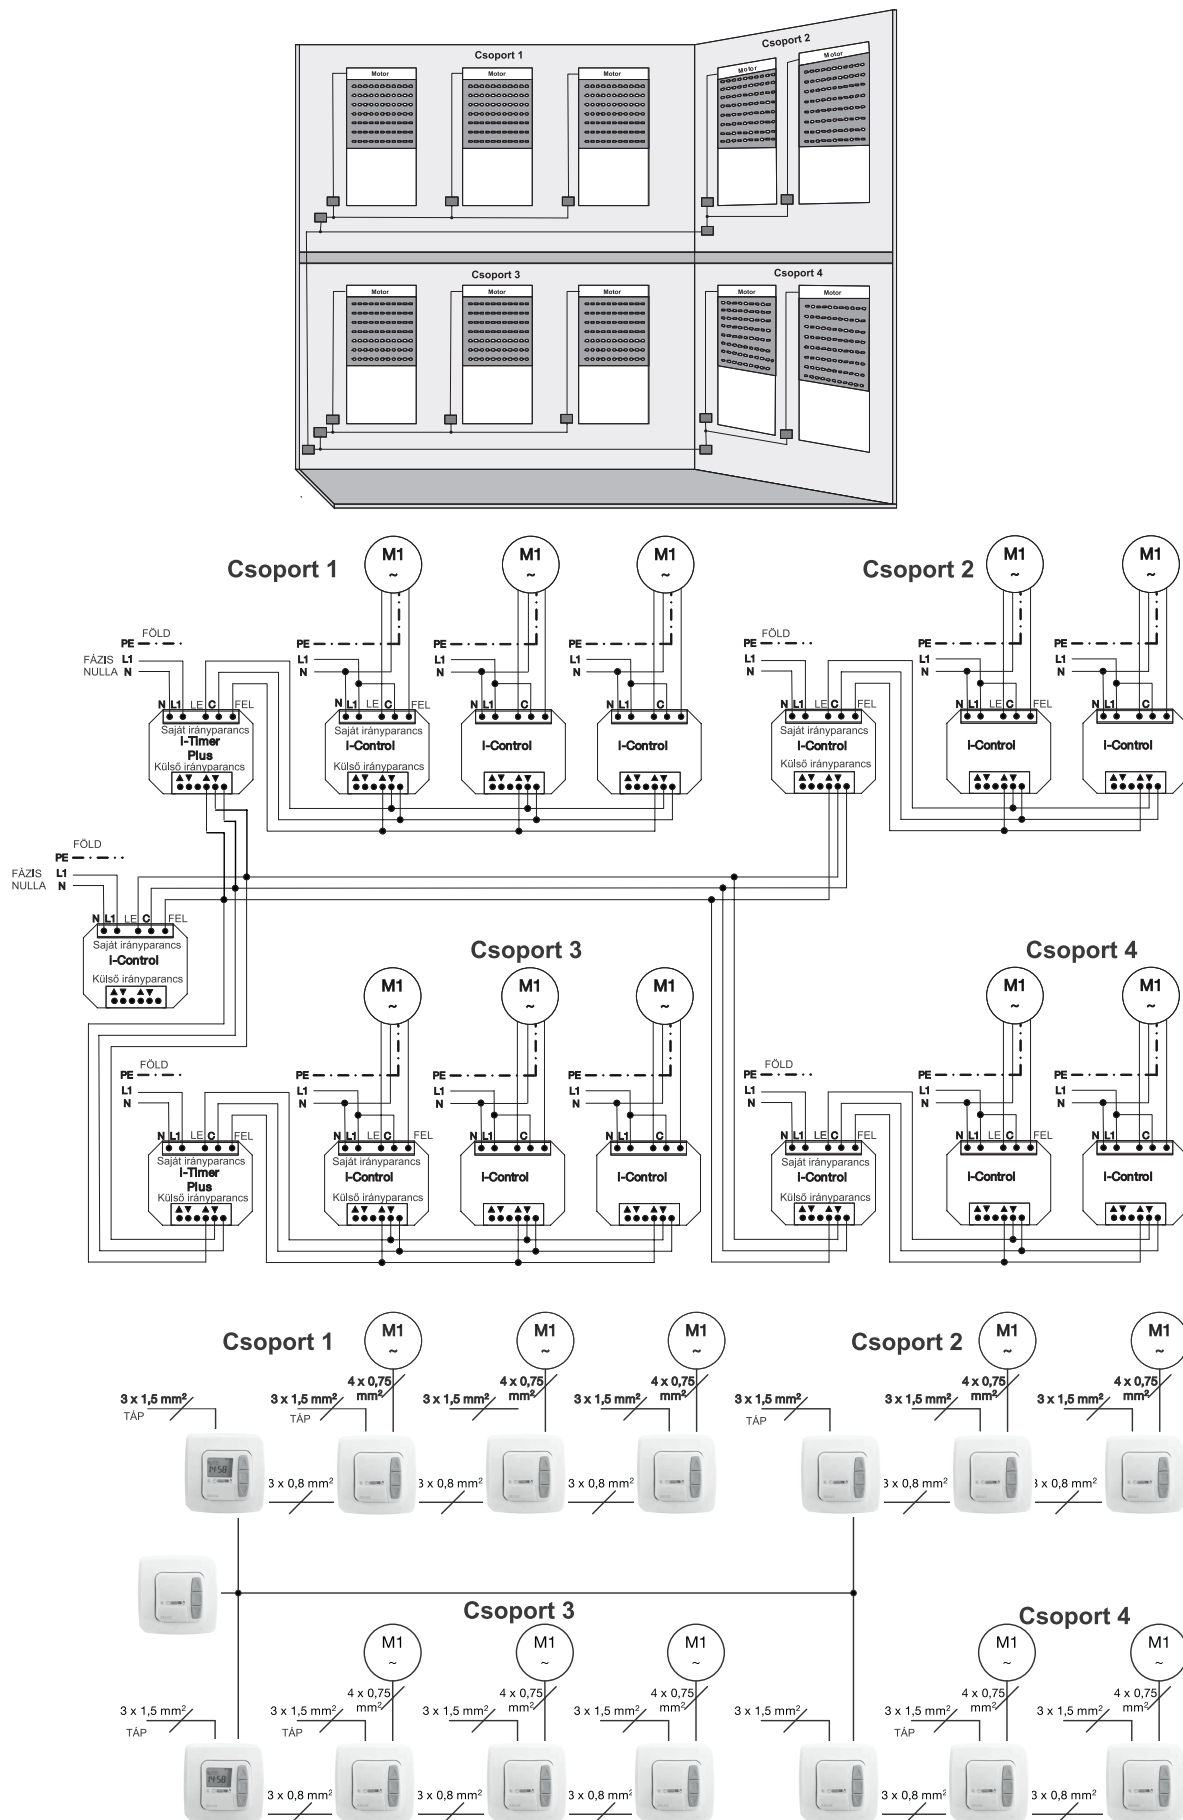 Csoport 1
Csoport 2
Motor
Motor
Motor
Motor
Motor
Csoport 3
Csoport 4
Motor
Motor
Motor
Motor
Motor
Csoport 1
Csoport 2
M1
~
M1
~
M1
~
M1
~
M1
~
FÖLD
PE
FÁZIS L1
NULLA N
PE
L1
N
PE
L1
N
PE
L1
N
FÖLD
PE
L1
N
PE
L1
N
PE
L1
N
N L1 LE C FEL
Saját irányparancs
i-Timer
Plus
Külső irányparancs
N L1 C FEL
Saját irányparancs
i-Control
Külső irányparancs
N L1
i-Control
N L1 C
i-Control
N L1 LE C FEL
Saját irányparancs
i-Control
Külső irányparancs
N L1 LE C FEL
i-Control
N L1 C
i-Control
FÖLD
PE
FÁZIS L1
NULLA N
N L1 LE C FEL
Saját irányparancs
i-Control
Külső irányparancs
Csoport 3
Csoport 4
M1
~
M1
~
M1
~
M1
~
M1
~
FÖLD
PE
L1
N
PE
L1
N
PE
L1
N
PE
L1
N
FÖLD
PE
L1
N
PE
L1
N
PE
L1
N
N L1 LE C FEL
Saját irányparancs
i-Timer
Plus
Külső irányparancs
N L1 C FEL
Saját irányparancs
i-Control
Külső irányparancs
N L1
i-Control
N L1 C
i-Control
N L1 LE C FEL
Saját irányparancs
i-Control
Külső irányparancs
N L1 LE C FEL
i-Control
N L1 C
i-Control
Csoport 1
Csoport 2
M1
~
M1
~
M1
~
M1
~
M1
~
4 x 0,75
mm²
4 x 0,75
mm²
4 x 0,75
mm²
4 x 0,75
mm²
4 x 0,75
mm²
3 x 1,5 mm²
TÁP
3 x 1,5 mm²
TÁP
3 x 1,5 mm²
3 x 1,5 mm²
3 x 1,5 mm²
TÁP
3 x 1,5 mm²
3 x 1,5 mm²
14:58
3 x 0,8 mm²
3 x 0,8 mm²
3 x 0,8 mm²
3 x 0,8 mm²
3 x 0,8 mm²
Csoport 3
Csoport 4
M1
~
M1
~
M1
~
M1
~
M1
~
4 x 0,75
mm²
4 x 0,75
mm²
4 x 0,75
mm²
4 x 0,75
mm²
4 x 0,75
mm²
3 x 1,5 mm²
TÁP
3 x 1,5 mm²
TÁP
3 x 1,5 mm²
3 x 1,5 mm²
3 x 1,5 mm²
3 x 1,5 mm²
TÁP
3 x 1,5 mm²
14:58
3 x 0,8 mm²
3 x 0,8 mm²
3 x 0,8 mm²
3 x 0,8 mm²
3 x 0,8 mm²